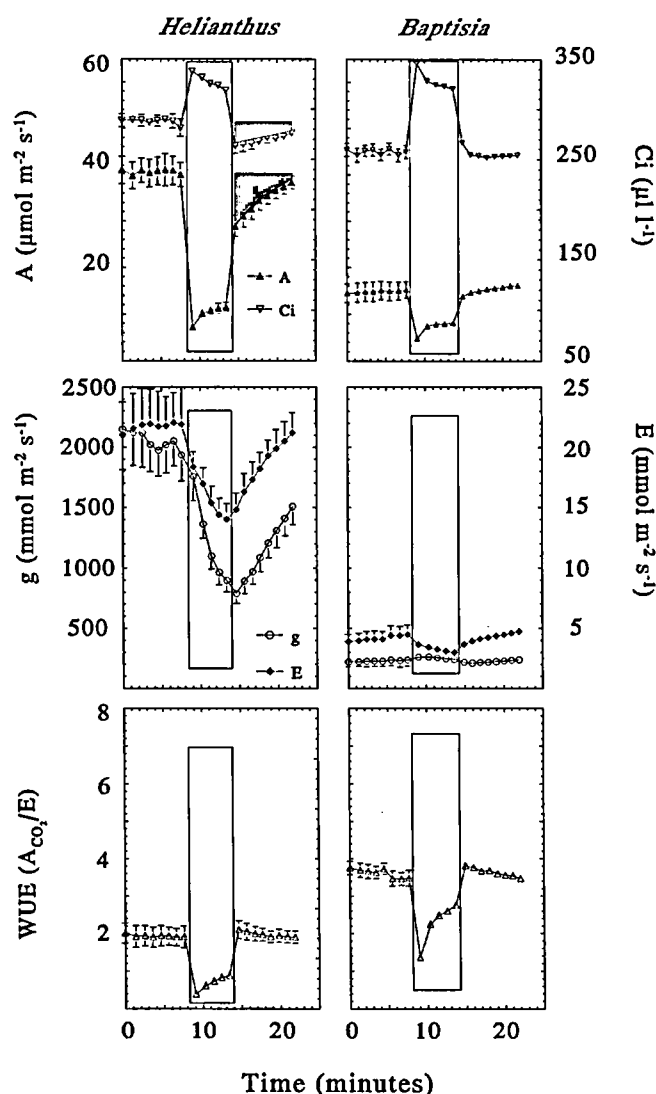 Helianthus Baptisia
60
40
20
A (µmol m⁻² s⁻¹)
A
Ci
350
250
150
50
Ci (µl l⁻¹)
2500
2000
1500
1000
500
g (mmol m⁻² s⁻¹)
g
E
25
20
15
10
5
E (mmol m⁻² s⁻¹)
8
6
4
2
WUE (A_CO₂/E)
0 10 20 0 10 20
Time (minutes)